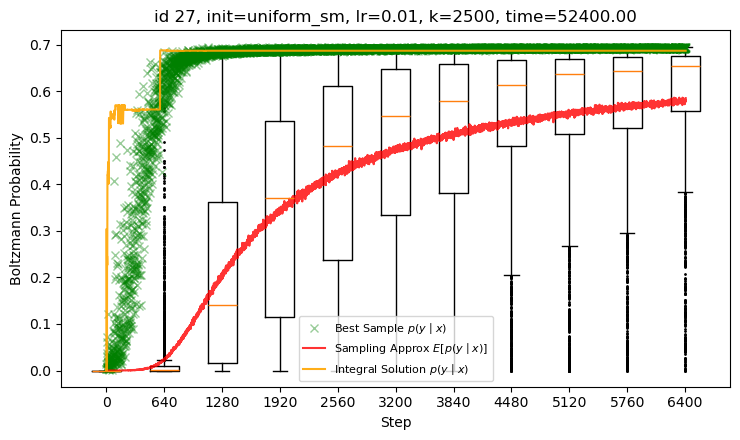 id 27, init=uniform_sm, lr=0.01, k=2500, time=52400.00
Boltzmann Probability
0.7
0.6
0.5
0.4
0.3
0.2
0.1
0.0
Best Sample p(y | x)
Sampling Approx E[p(y | x)]
Integral Solution p(y | x)
0 640 1280 1920 2560 3200 3840 4480 5120 5760 6400
Step